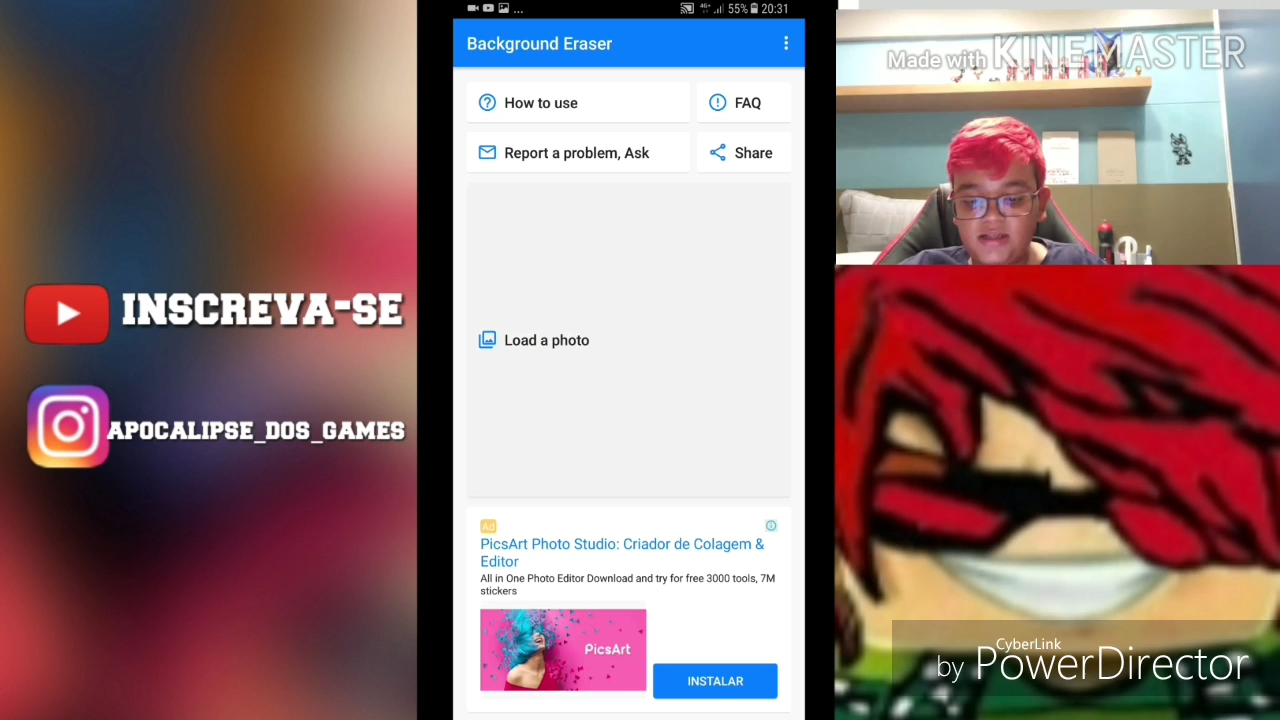 ... 4G+ 55% 20:31
Background Eraser
How to use
FAQ
Report a problem, Ask
Share
Load a photo
Ad
PicsArt Photo Studio: Criador de Colagem &
Editor
All in One Photo Editor Download and try for free 3000 tools, 7M
stickers
PicsArt
INSTALAR
INSCREVA-SE
APOCALIPSE_DOS_GAMES
Made with KINEMASTER
CyberLink
by PowerDirector